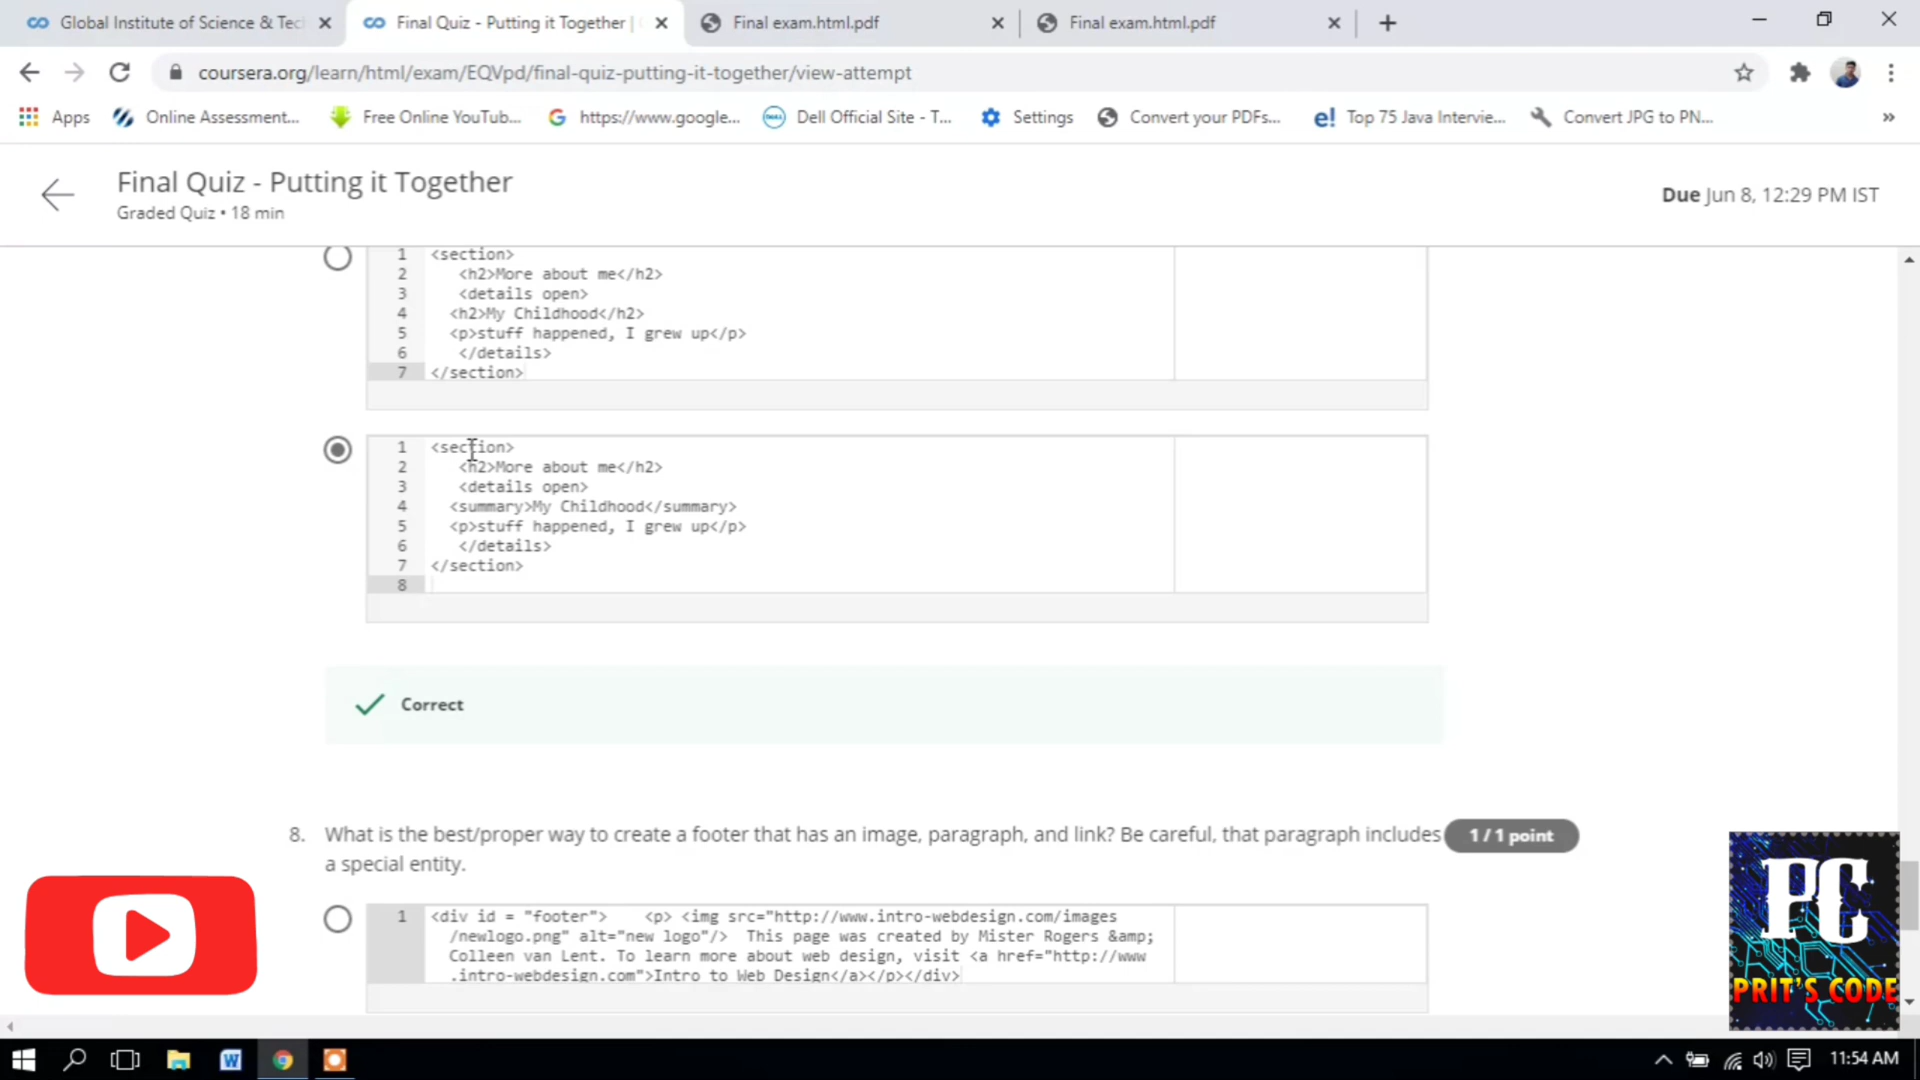 Global Institute of Science & Tec
Final Quiz - Putting it Together |
Final exam.html.pdf
Final exam.html.pdf
coursera.org/learn/html/exam/EQVpd/final-quiz-putting-it-together/view-attempt
Apps
Online Assessment...
Free Online YouTub...
https://www.google...
Dell Official Site - T...
Settings
Convert your PDFs...
e! Top 75 Java Intervie...
Convert JPG to PN...
»
Final Quiz - Putting it Together
Graded Quiz • 18 min
Due Jun 8, 12:29 PM IST
1 <section>
2 <h2>More about me</h2>
3 <details open>
4 <h2>My Childhood</h2>
5 <p>stuff happened, I grew up</p>
6 </details>
7 </section>
1 <section>
2 <h2>More about me</h2>
3 <details open>
4 <summary>My Childhood</summary>
5 <p>stuff happened, I grew up</p>
6 </details>
7 </section>
8
Correct
8. What is the best/proper way to create a footer that has an image, paragraph, and link? Be careful, that paragraph includes
1 / 1 point
a special entity.
1 <div id = "footer"> <p> <img src="http://www.intro-webdesign.com/images
/newlogo.png" alt="new logo"/> This page was created by Mister Rogers &amp;
Colleen van Lent. To learn more about web design, visit <a href="http://www
.intro-webdesign.com">Intro to Web Design</a></p></div>
PC
PRIT'S CODE
11:54 AM